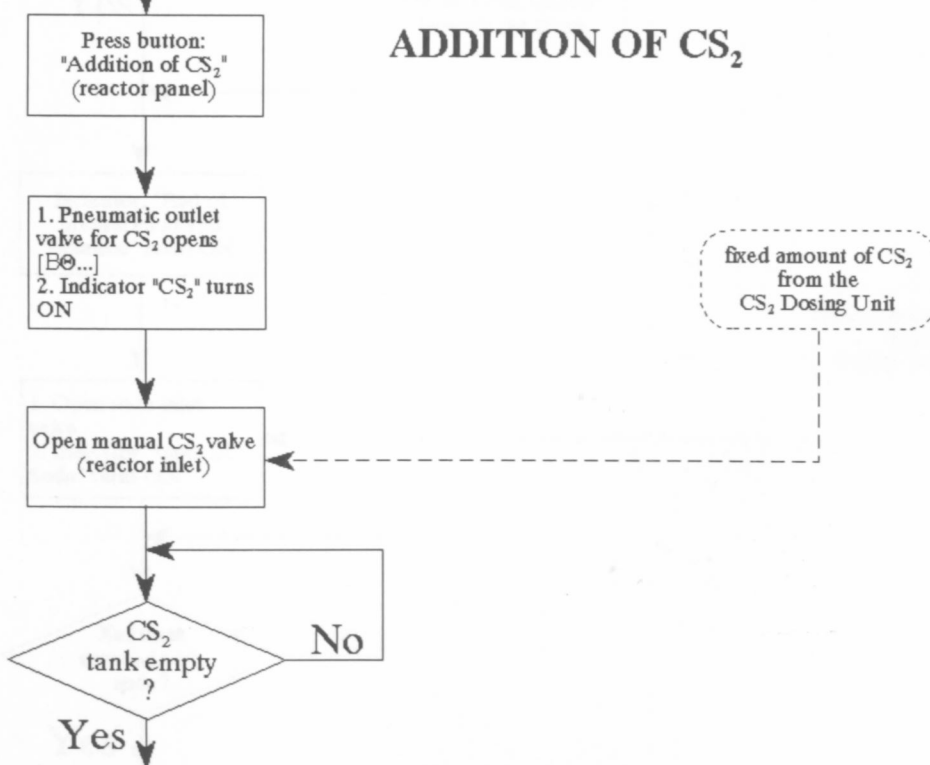 ADDITION OF CS₂
Press button:
"Addition of CS₂"
(reactor panel)
1. Pneumatic outlet
valve for CS₂ opens
[ΒΘ...]
2. Indicator "CS₂" turns
ON
fixed amount of CS₂
from the
CS₂ Dosing Unit
Open manual CS₂ valve
(reactor inlet)
CS₂
tank empty
?
No
Yes